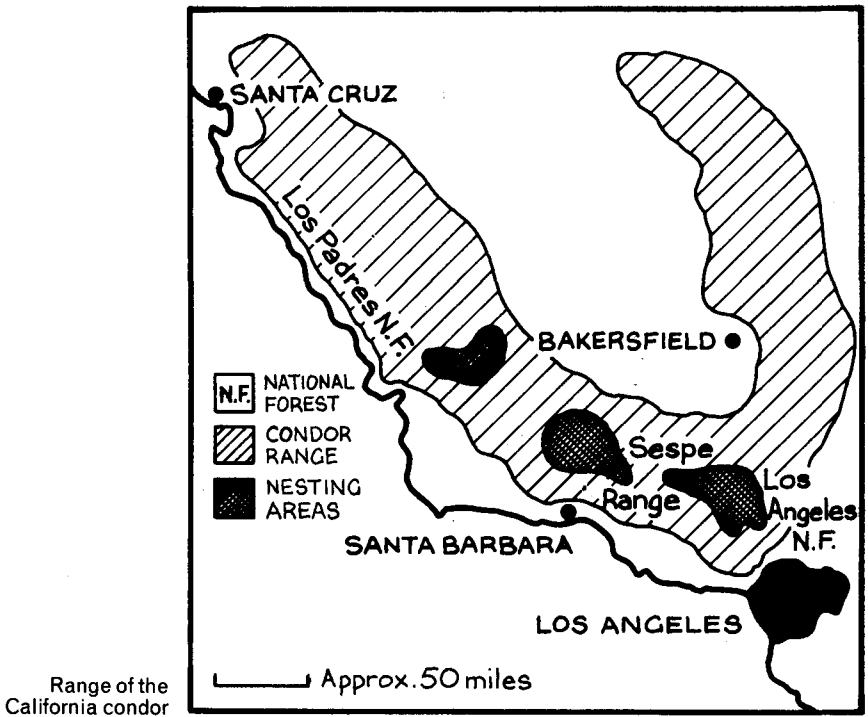 SANTA CRUZ
Los Padres N.F.
BAKERSFIELD
N.F. NATIONAL
FOREST
CONDOR
RANGE
NESTING
AREAS
Sespe
Range
Los
Angeles
N.F.
SANTA BARBARA
LOS ANGELES
Approx. 50 miles
Range of the
California condor